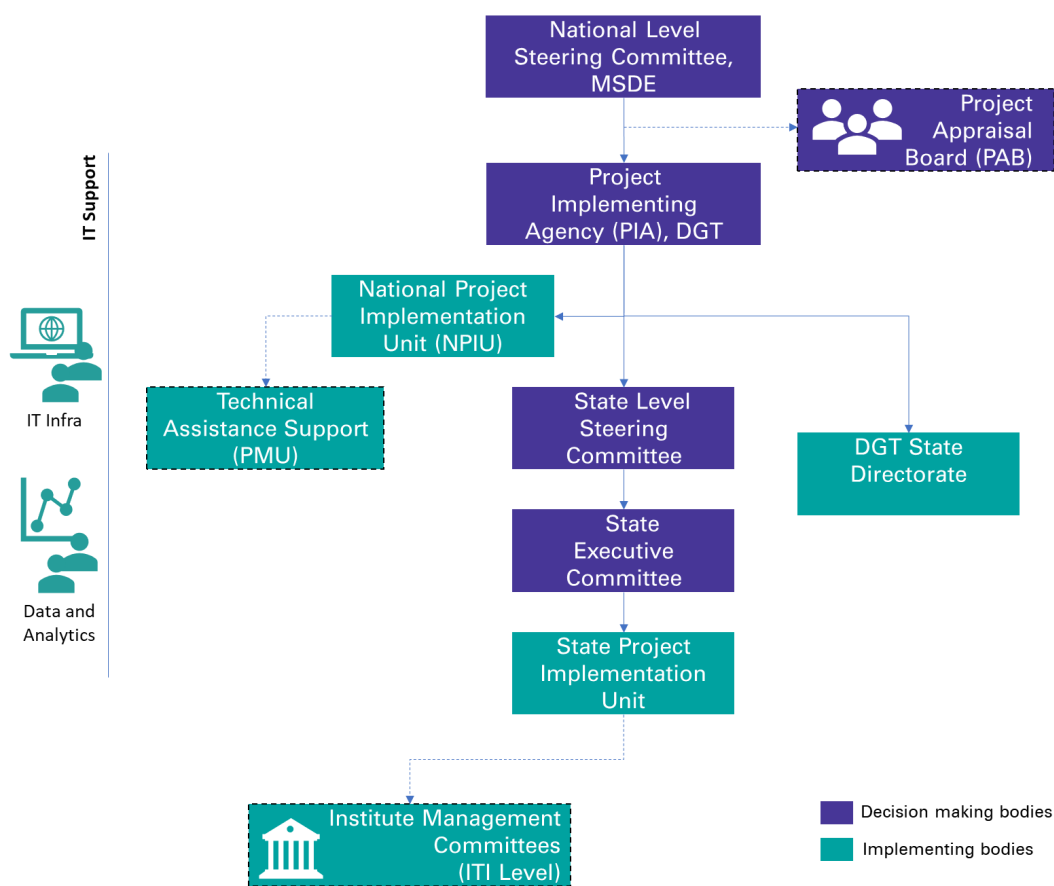 National Level
Steering Committee,
MSDE
Project
Appraisal
Board (PAB)
IT Support
Project
Implementing
Agency (PIA), DGT
National Project
Implementation
Unit (NPIU)
IT Infra
Technical
Assistance Support
(PMU)
State Level
Steering
Committee
DGT State
Directorate
State
Executive
Committee
Data and
Analytics
State Project
Implementation
Unit
Institute Management
Committees
(ITI Level)
Decision making bodies
Implementing bodies